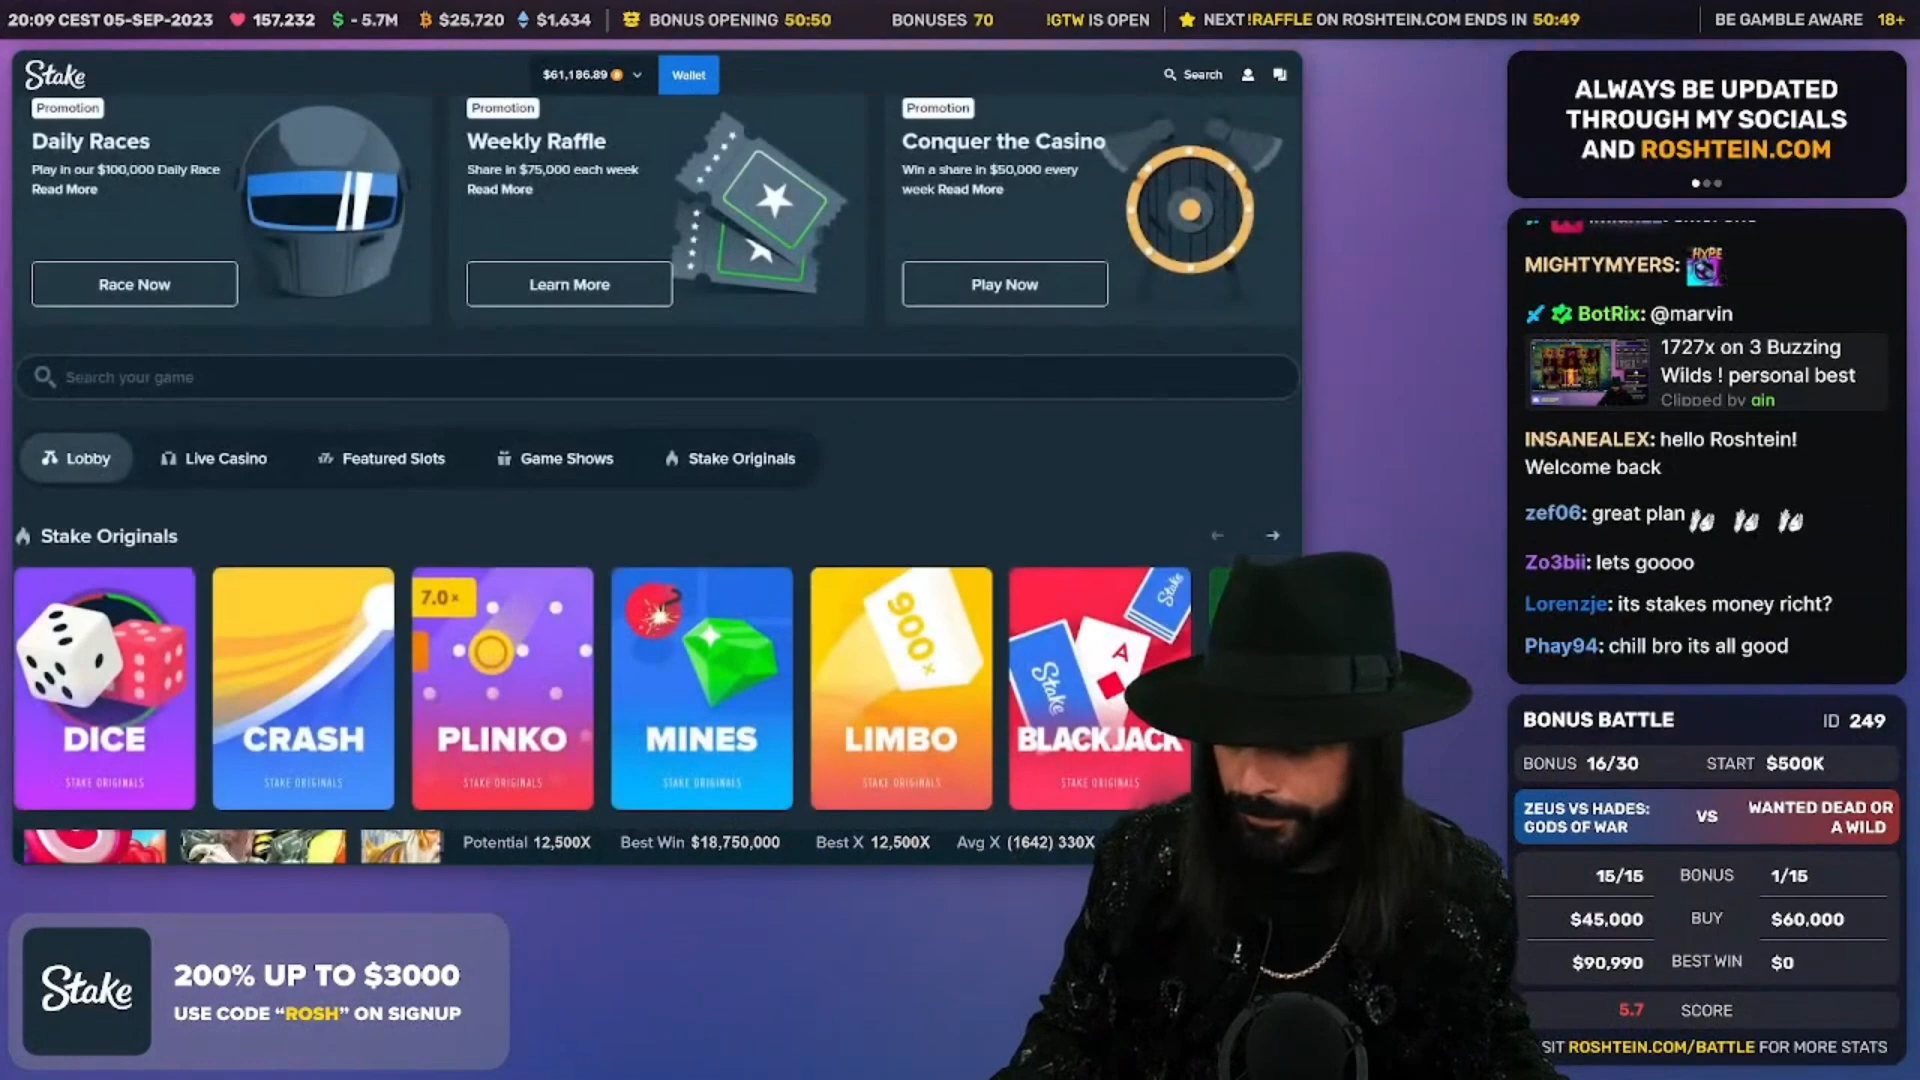 20:09 CEST 05-SEP-2023 157,232 $ - 5.7M $25,720 $1,634 BONUS OPENING 50:50 BONUSES 70 !GTW IS OPEN NEXT !RAFFLE ON ROSHTEIN.COM ENDS IN 50:49 BE GAMBLE AWARE 18+
Stake
$61,186.89
Wallet
Search
Promotion
Daily Races
Play in our $100,000 Daily Race
Read More
Race Now
Promotion
Weekly Raffle
Share in $75,000 each week
Read More
Learn More
Promotion
Conquer the Casino
Win a share in $50,000 every
week Read More
Play Now
Search your game
Lobby
Live Casino
Featured Slots
Game Shows
Stake Originals
Stake Originals
DICE
STAKE ORIGINALS
CRASH
STAKE ORIGINALS
7.0x
PLINKO
STAKE ORIGINALS
MINES
STAKE ORIGINALS
900x
LIMBO
STAKE ORIGINALS
Stake
Stake
A
BLACKJACK
STAKE ORIGINALS
Potential 12,500X Best Win $18,750,000 Best X 12,500X Avg X (1642) 330X
Stake
200% UP TO $3000
USE CODE “ROSH” ON SIGNUP
ALWAYS BE UPDATED
THROUGH MY SOCIALS
AND ROSHTEIN.COM
MIGHTYMYERS: HYPE
BotRix: @marvin
1727x on 3 Buzzing
Wilds ! personal best
Clipped by ain
INSANEALEX: hello Roshtein!
Welcome back
zef06: great plan
Zo3bii: lets goooo
Lorenzje: its stakes money richt?
Phay94: chill bro its all good
BONUS BATTLE ID 249
BONUS 16/30 START $500K
ZEUS VS HADES:
GODS OF WAR
VS
WANTED DEAD OR
A WILD
15/15 BONUS 1/15
$45,000 BUY $60,000
$90,990 BEST WIN $0
5.7 SCORE
SIT ROSHTEIN.COM/BATTLE FOR MORE STATS